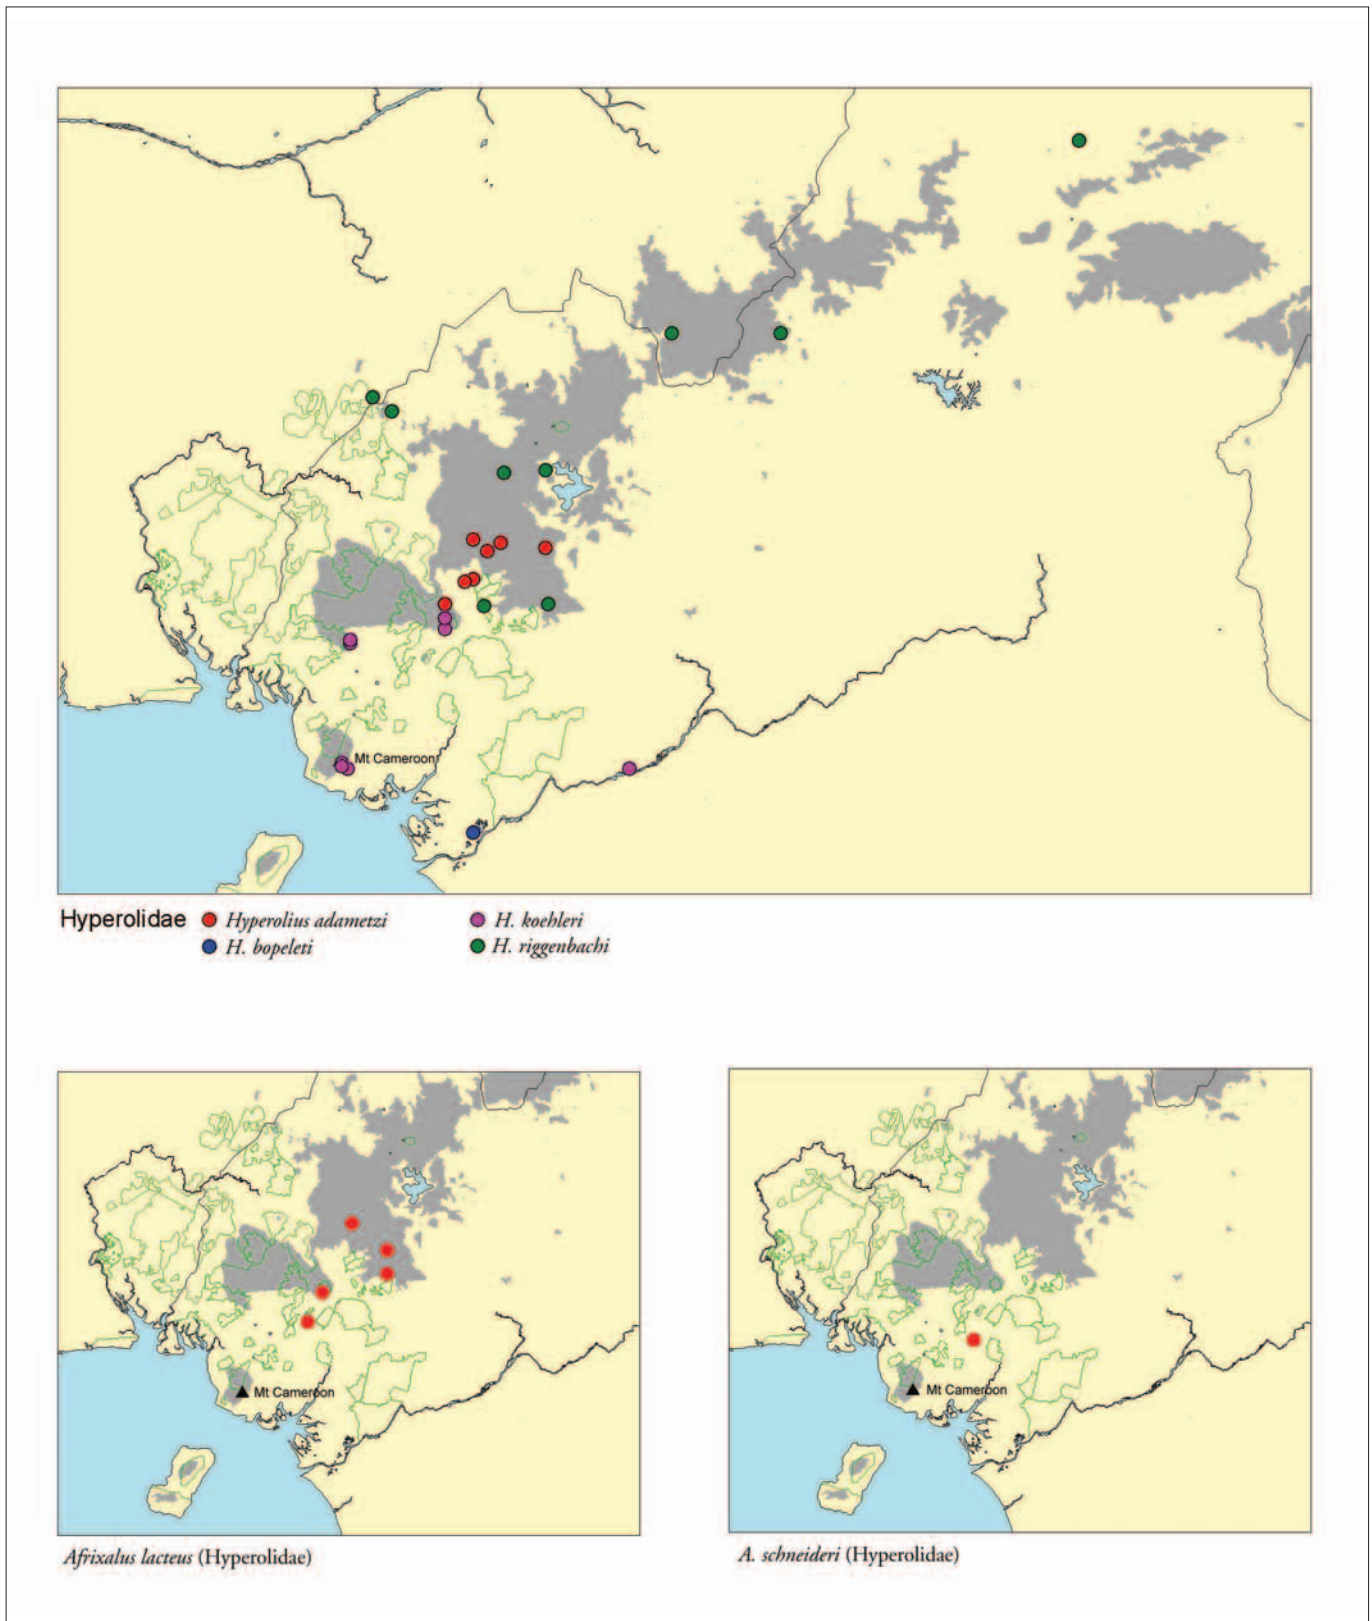 Mt Cameroon
Hyperolidae
Hyperolius adametzi
H. koehleri
H. bopeleti
H. riggenbachi
Mt Cameroon
Mt Cameroon
Afrixalus lacteus (Hyperolidae)
A. schneideri (Hyperolidae)